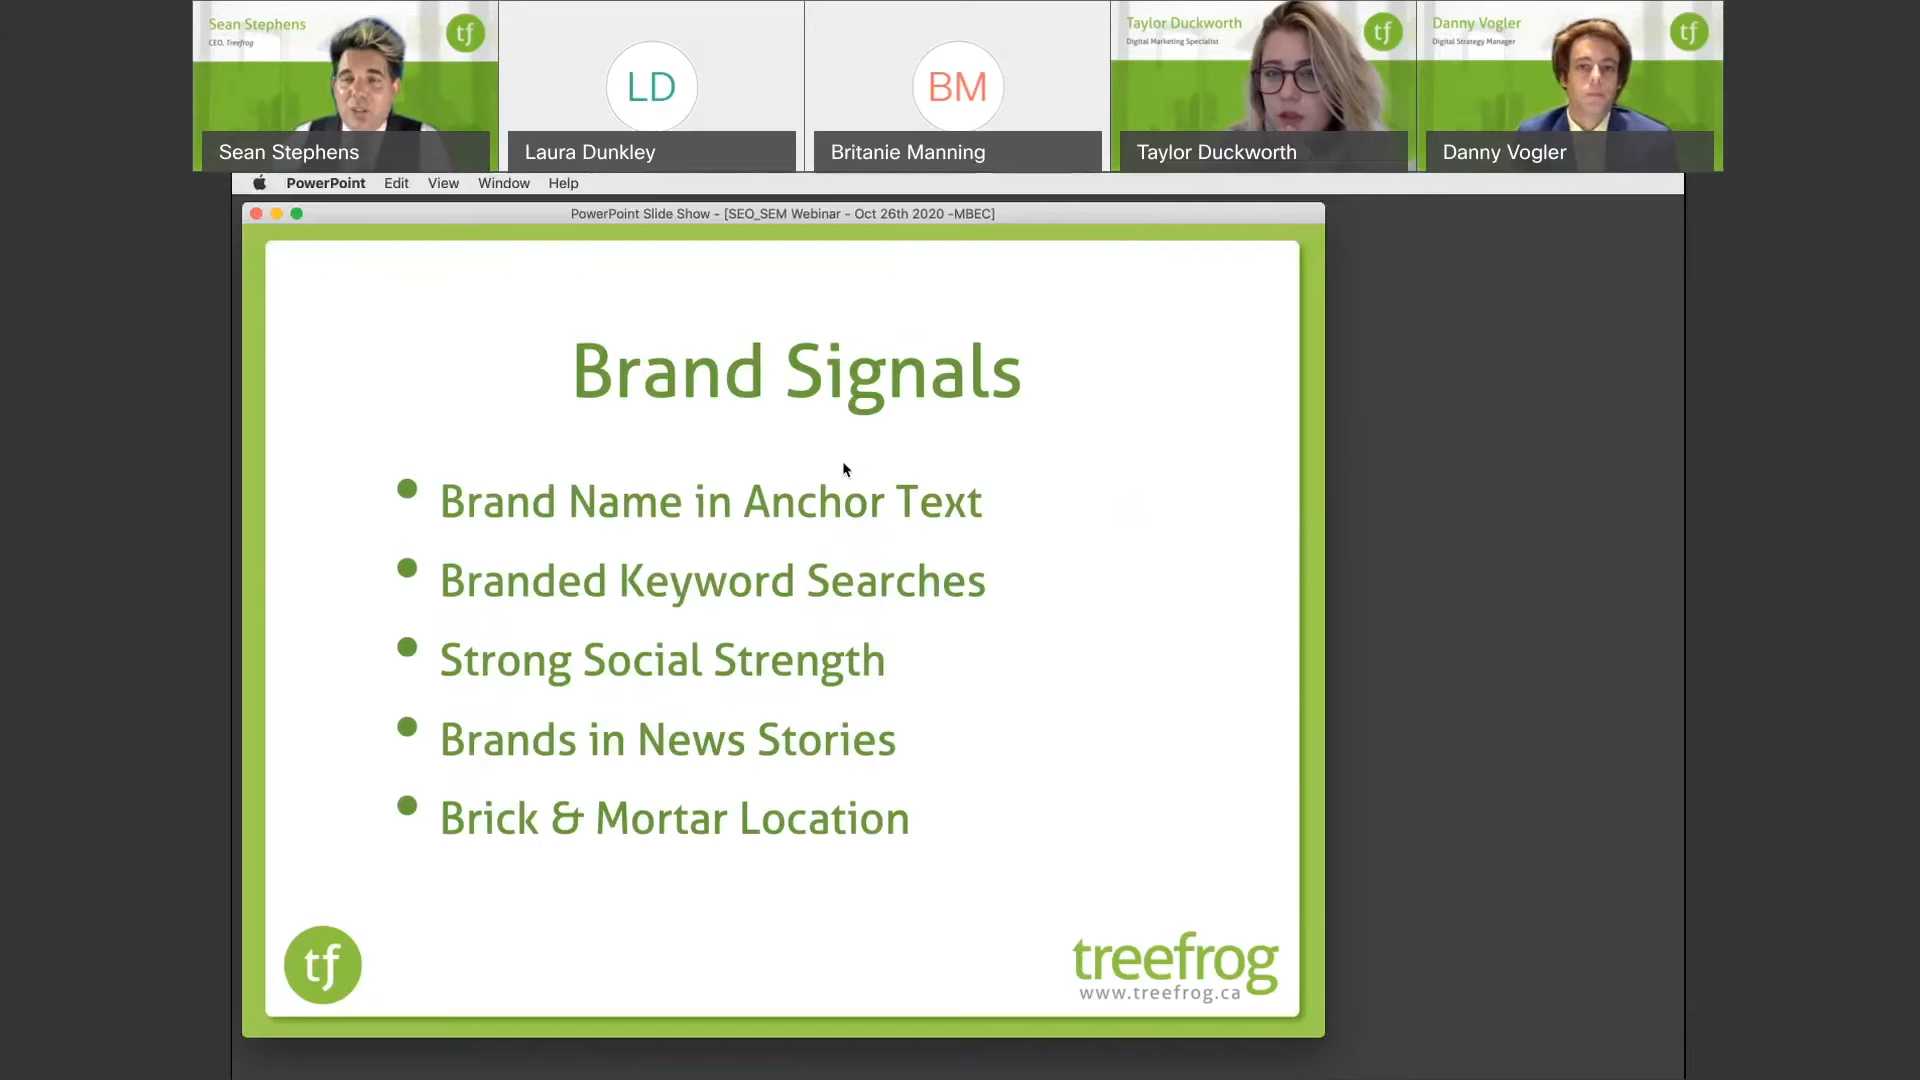 Sean Stephens
CEO, Treefrog
tf
LD
BM
Taylor Duckworth
Digital Marketing Specialist
tf
Danny Vogler
Digital Strategy Manager
tf
Sean Stephens
Laura Dunkley
Britanie Manning
Taylor Duckworth
Danny Vogler
PowerPoint Edit View Window Help
PowerPoint Slide Show - [SEO_SEM Webinar - Oct 26th 2020 -MBEC]
Brand Signals
• Brand Name in Anchor Text
• Branded Keyword Searches
• Strong Social Strength
• Brands in News Stories
• Brick & Mortar Location
tf
treefrog
www.treefrog.ca